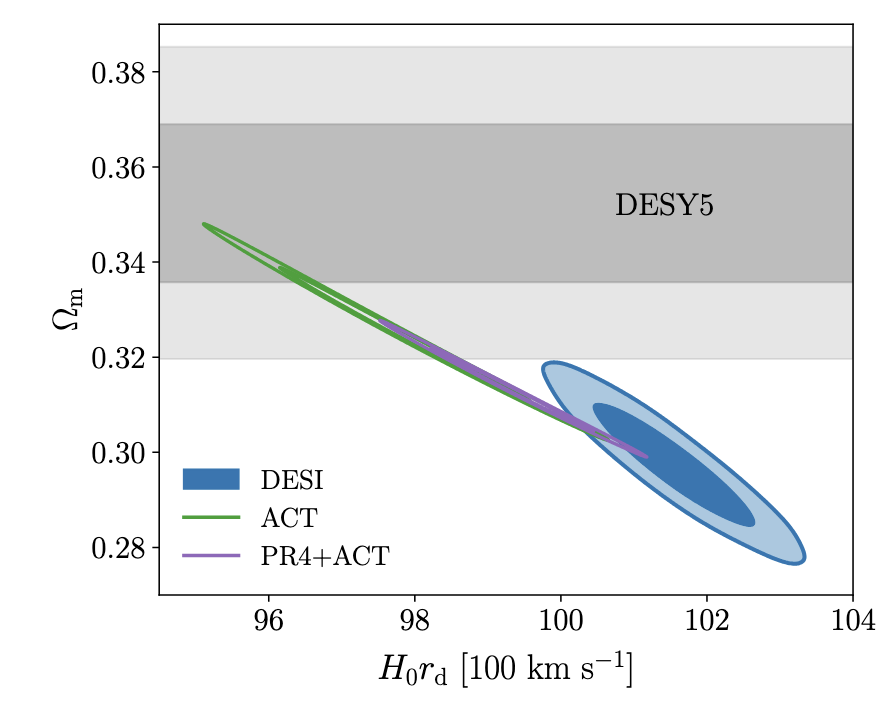 0.38
0.36
0.34
0.32
0.30
0.28
Ωm
DESY5
DESI
ACT
PR4+ACT
96 98 100 102 104
H₀r_d [100 km s⁻¹]